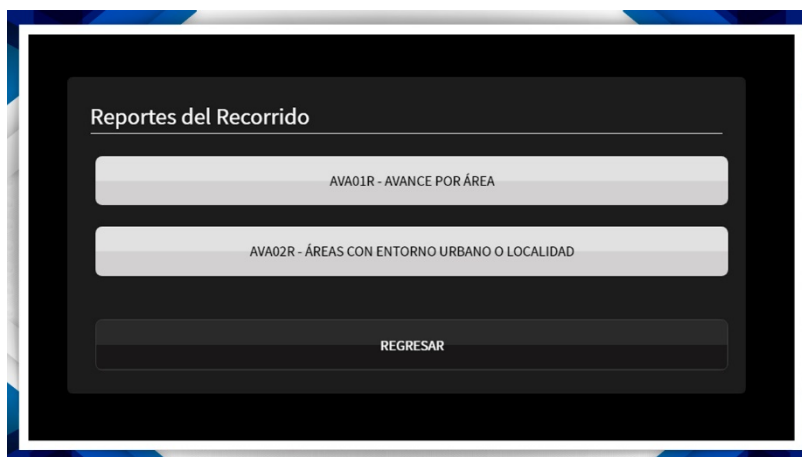 Reportes del Recorrido
AVA01R - AVANCE POR ÁREA
AVA02R - ÁREAS CON ENTORNO URBANO O LOCALIDAD
REGRESAR